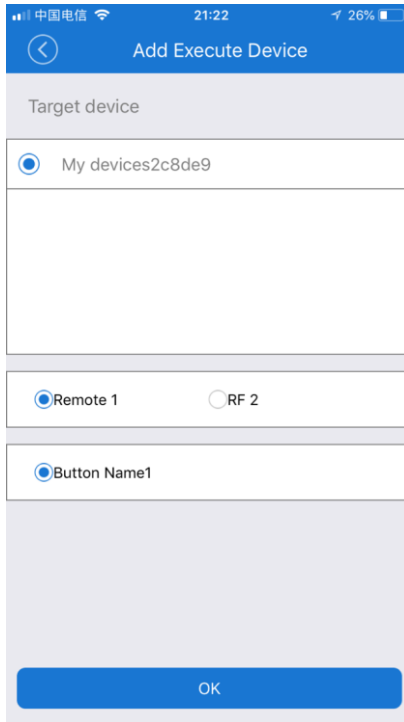 中国电信 21:22 26%
Add Execute Device
Target device
My devices2c8de9
Remote 1 RF 2
Button Name1
OK